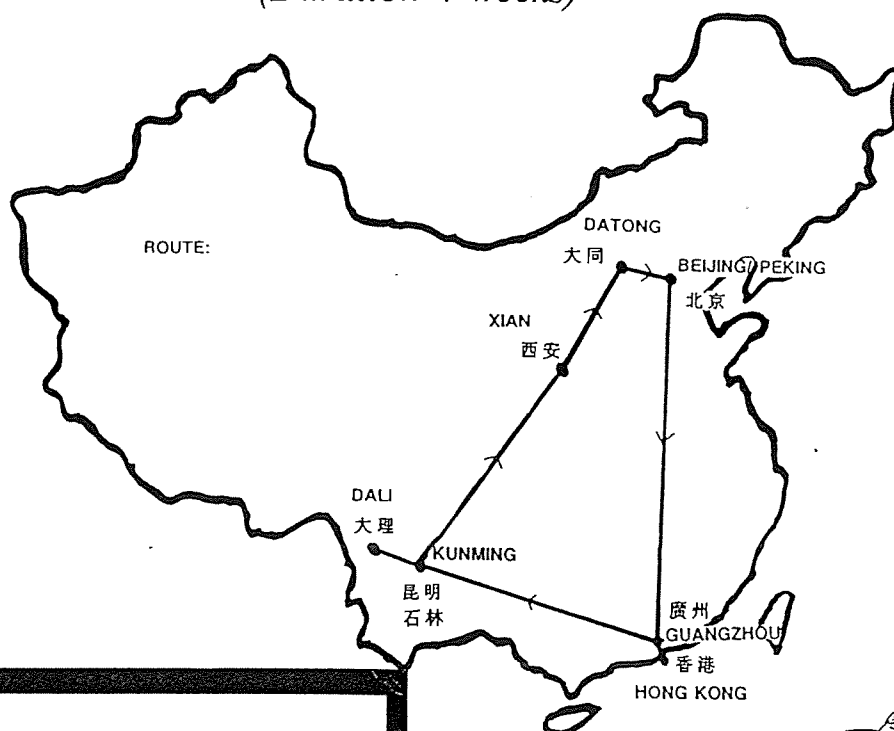 ROUTE:
DATONG
大同
BEIJING/PEKING
北京
XIAN
西安
DALI
大理
KUNMING
昆明
石林
廣州
GUANGZHOU
香港
HONG KONG